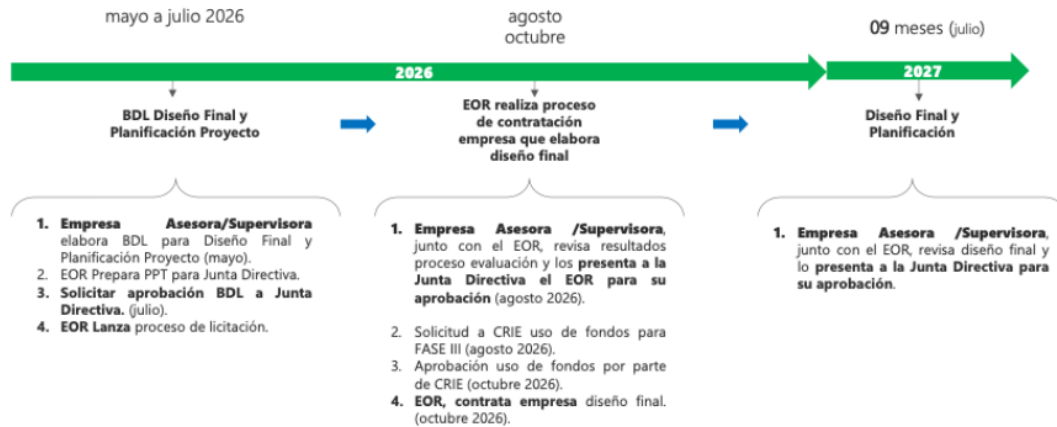 mayo a julio 2026
agosto
octubre
09 meses (julio)
2026
2027
BDL Diseño Final y
Planificación Proyecto
EOR realiza proceso
de contratación
empresa que elabora
diseño final
Diseño Final y
Planificación
1. Empresa Asesora/Supervisora
elabora BDL para Diseño Final y
Planificación Proyecto (mayo).
2. EOR Prepara PPT para Junta Directiva.
3. Solicitar aprobación BDL a Junta
Directiva. (julio).
4. EOR Lanza proceso de licitación.
1. Empresa Asesora /Supervisora,
junto con el EOR, revisa resultados
proceso evaluación y los presenta a la
Junta Directiva el EOR para su
aprobación (agosto 2026).
2. Solicitud a CRIE uso de fondos para
FASE III (agosto 2026).
3. Aprobación uso de fondos por parte
de CRIE (octubre 2026).
4. EOR, contrata empresa diseño final.
(octubre 2026).
1. Empresa Asesora /Supervisora,
junto con el EOR, revisa diseño final y
lo presenta a la Junta Directiva para
su aprobación.